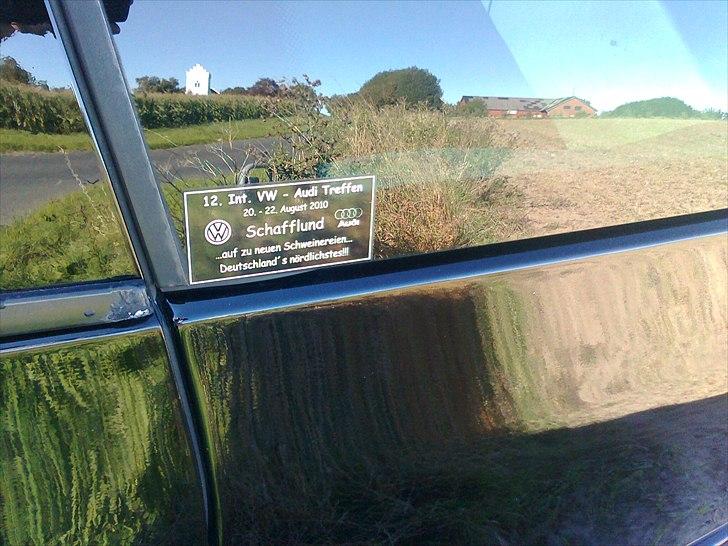 12. Int. VW - Audi Treffen
20. - 22. August 2010
Schafflund
Audi
...auf zu neuen Schweinereien...
Deutschland´s nördlichstes!!!